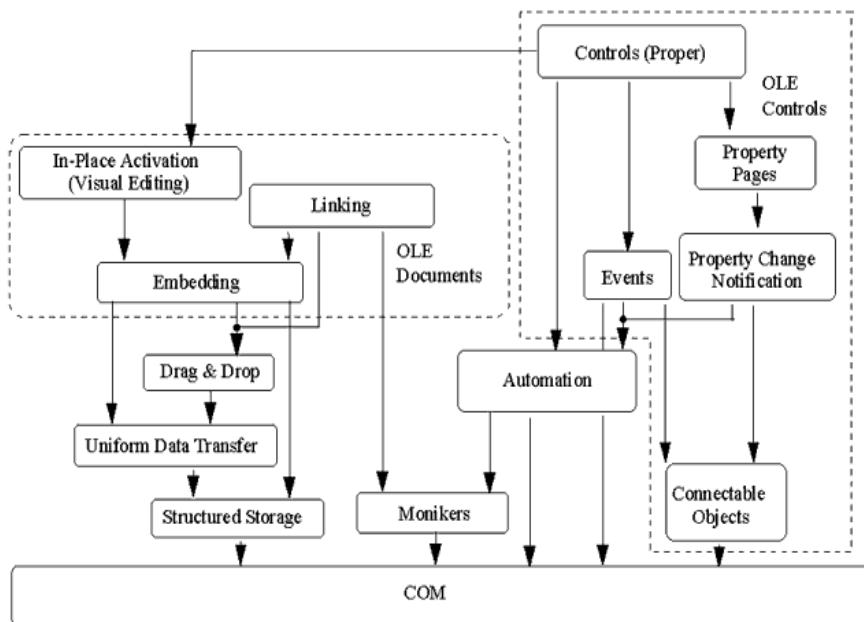 Controls (Proper)
OLE
Controls
In-Place Activation
(Visual Editing)
Property
Pages
Linking
OLE
Documents
Embedding
Events
Property Change
Notification
Drag & Drop
Automation
Uniform Data Transfer
Structured Storage
Monikers
Connectable
Objects
COM